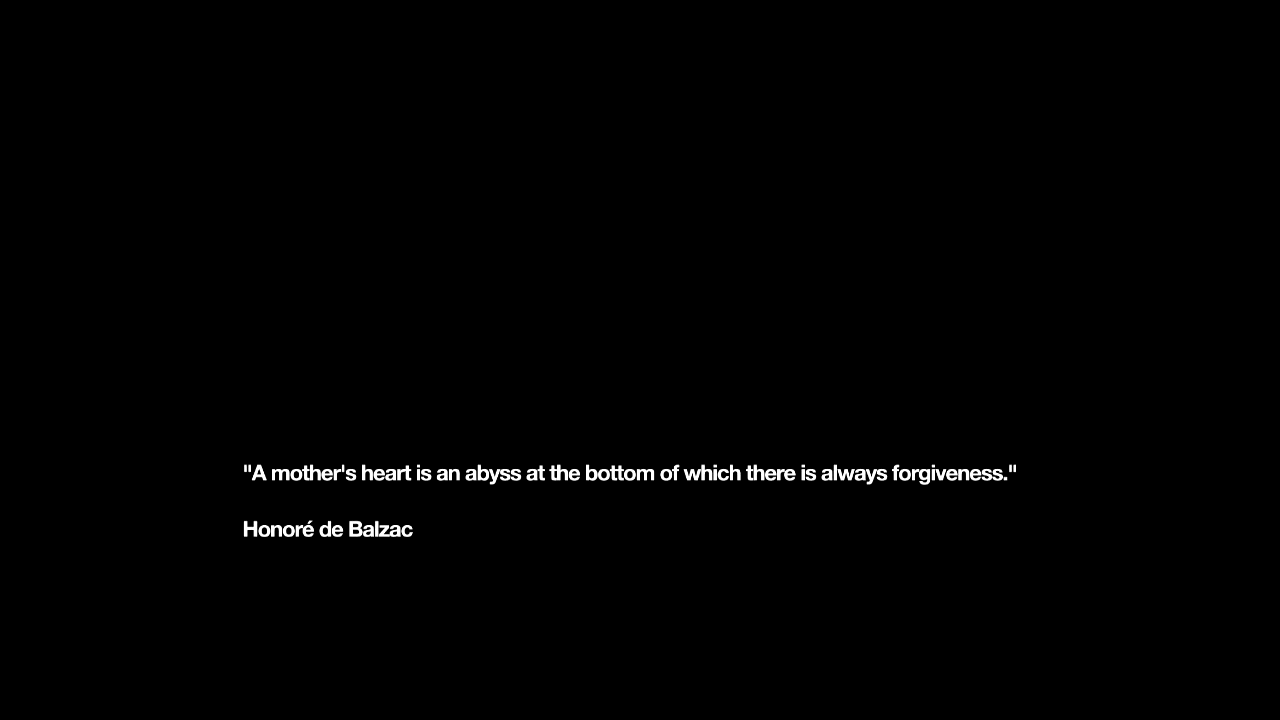 "A mother's heart is an abyss at the bottom of which there is always forgiveness."
Honoré de Balzac